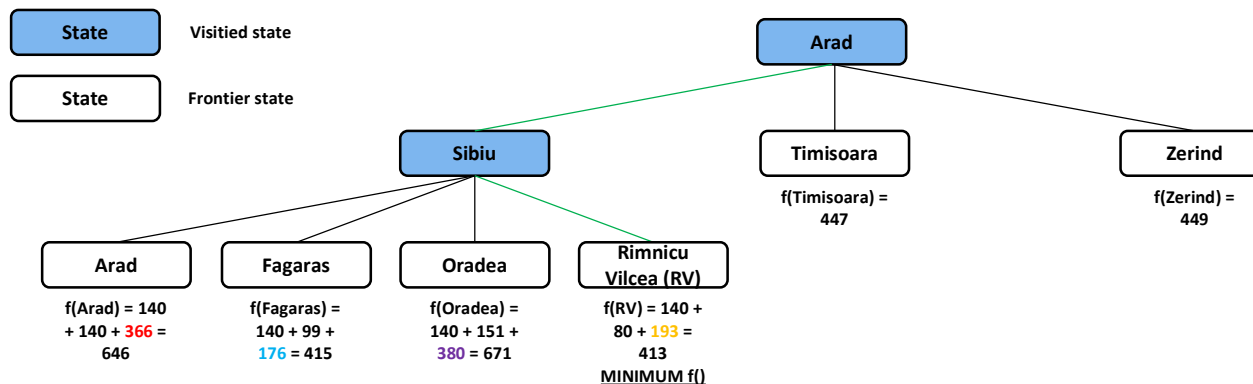 State
Visitied state
State
Frontier state
Arad
Sibiu
Timisoara
Zerind
f(Timisoara) =
447
f(Zerind) =
449
Arad
Fagaras
Oradea
Rimnicu
Vilcea (RV)
f(Arad) = 140
+ 140 + 366 =
646
f(Fagaras) =
140 + 99 +
176 = 415
f(Oradea) =
140 + 151 +
380 = 671
f(RV) = 140 +
80 + 193 =
413
MINIMUM f()